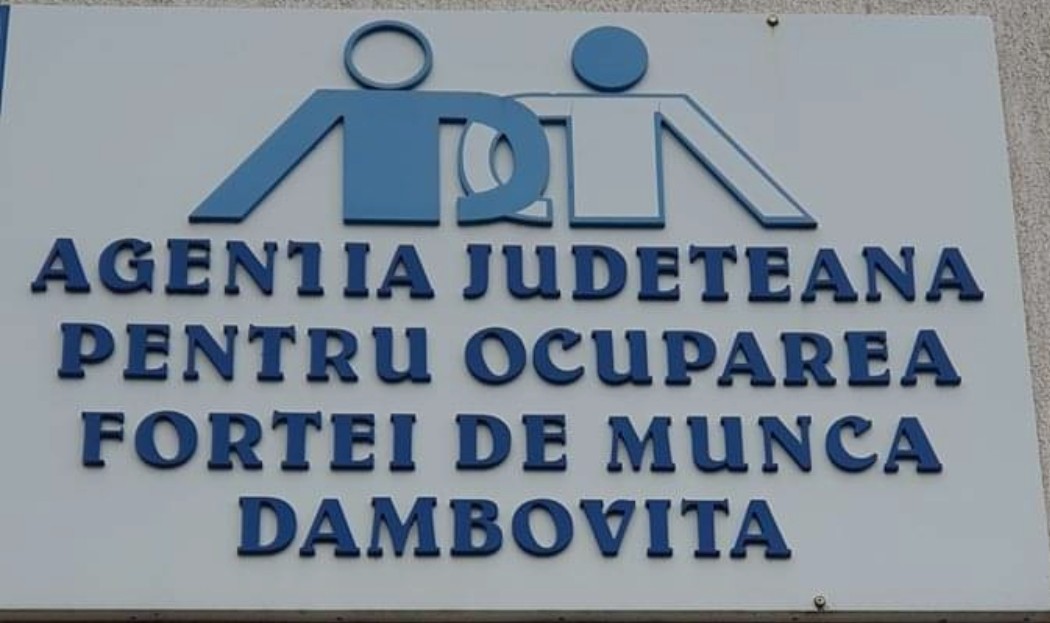 AGENTIA JUDETEANA
PENTRU OCUPAREA
FORTEI DE MUNCA
DAMBOVITA